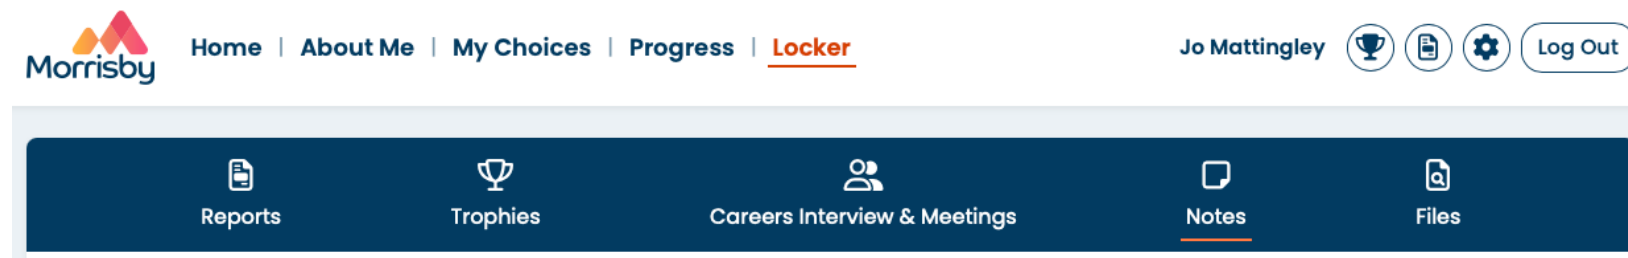 Morrisby
Home | About Me | My Choices | Progress | Locker
Jo Mattingley
Log Out
Reports
Trophies
Careers Interview & Meetings
Notes
Files